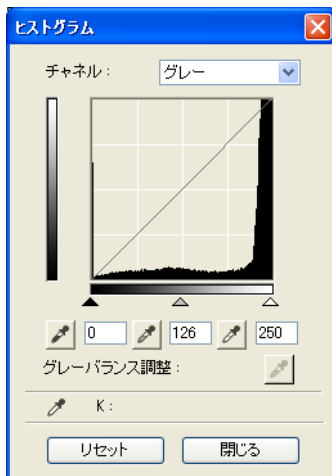 ヒストグラム
チャネル：
グレー
0 126 250
グレーバランス調整：
K：
リセット 閉じる